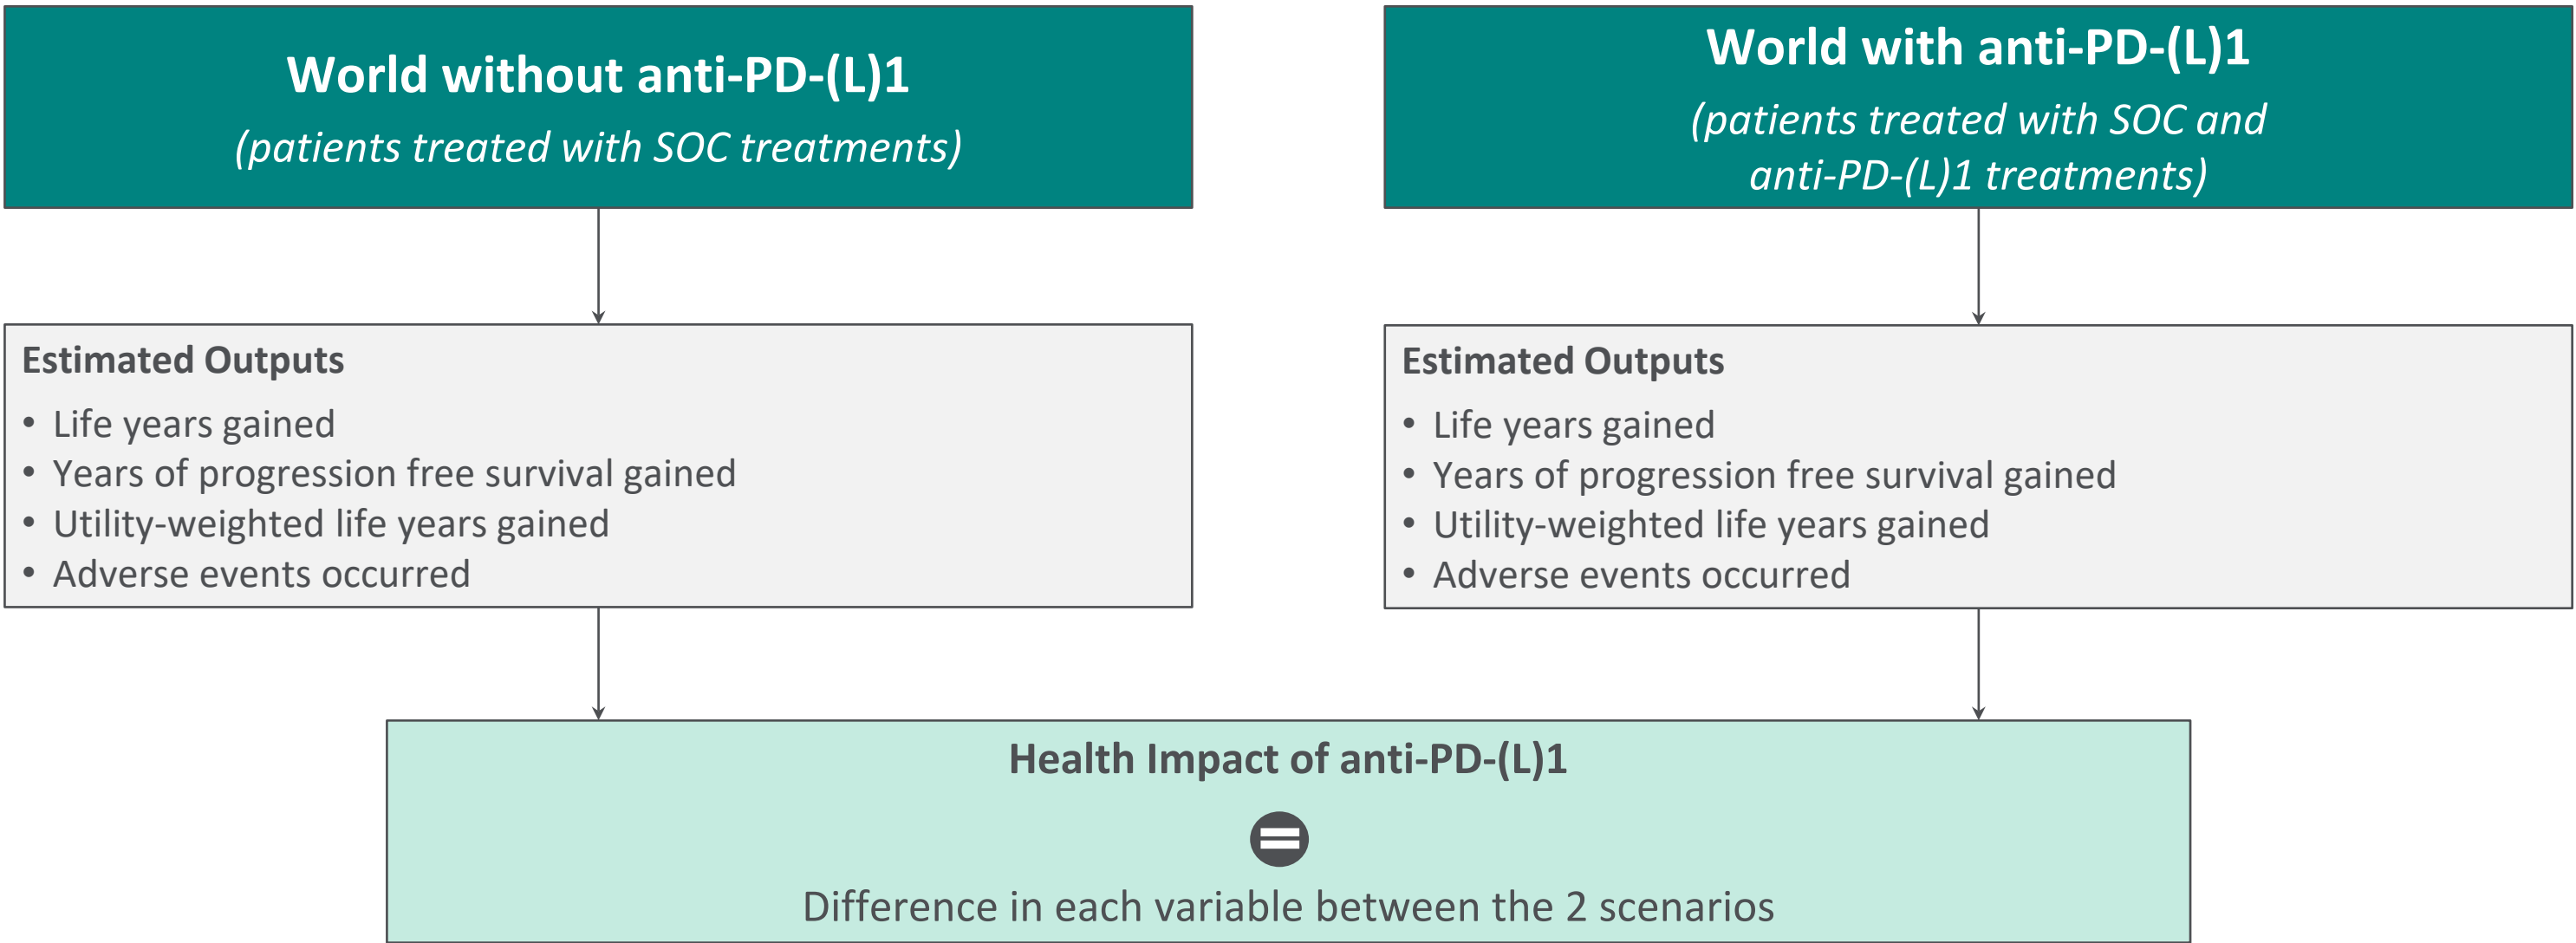 World without anti-PD-(L)1
(patients treated with SOC treatments)
World with anti-PD-(L)1
(patients treated with SOC and
anti-PD-(L)1 treatments)
Estimated Outputs
• Life years gained
• Years of progression free survival gained
• Utility-weighted life years gained
• Adverse events occurred
Estimated Outputs
• Life years gained
• Years of progression free survival gained
• Utility-weighted life years gained
• Adverse events occurred
Health Impact of anti-PD-(L)1
=
Difference in each variable between the 2 scenarios